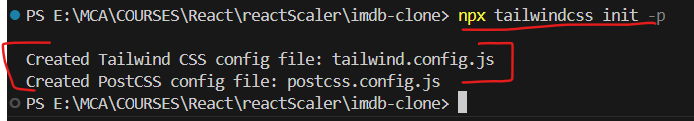 PS E:\MCA\COURSES\React\reactScaler\imdb-clone> npx tailwindcss init -p
Created Tailwind CSS config file: tailwind.config.js
Created PostCSS config file: postcss.config.js
PS E:\MCA\COURSES\React\reactScaler\imdb-clone>